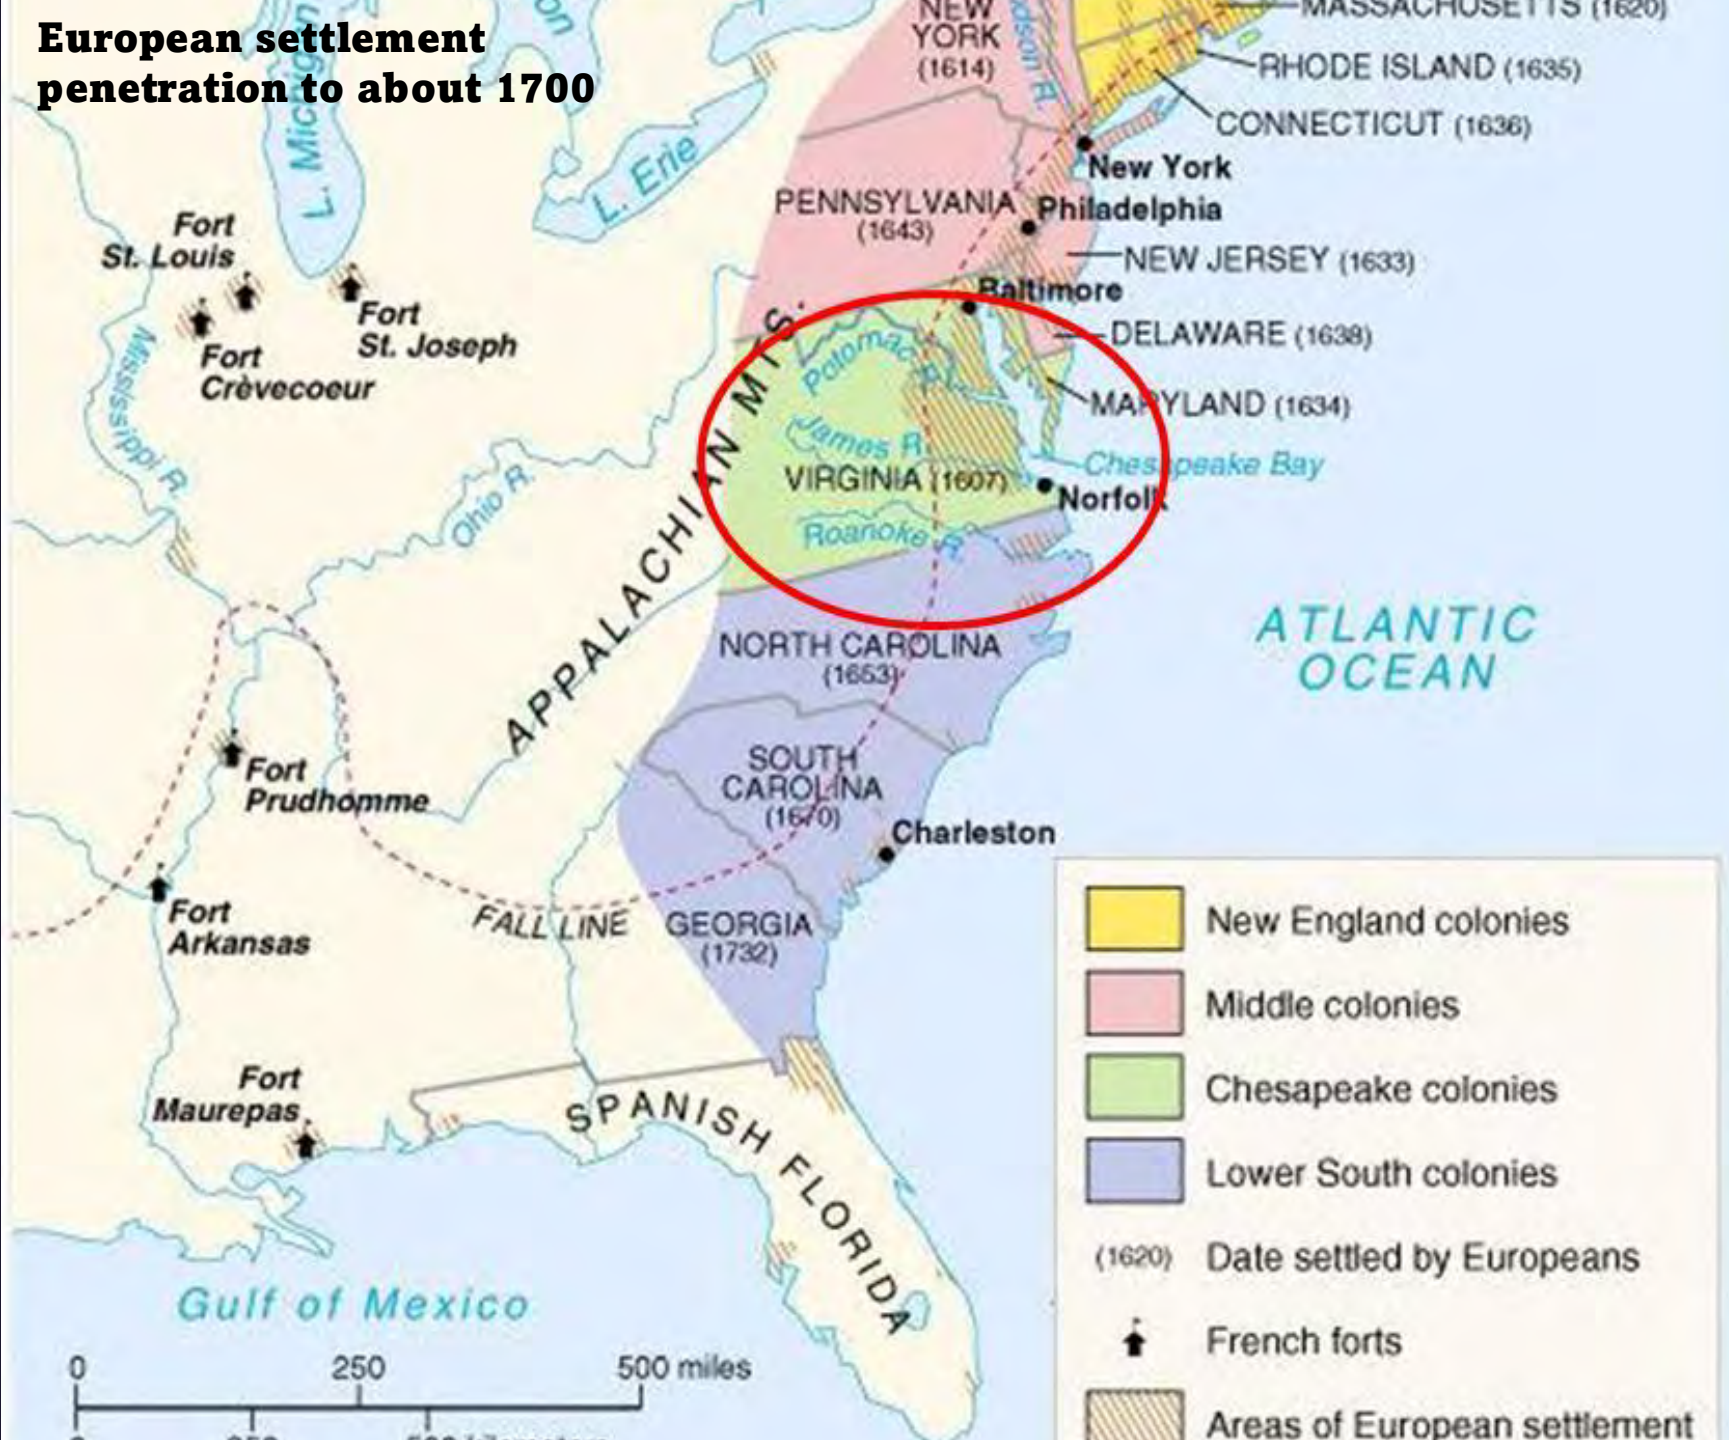 European settlement
penetration to about 1700
L. Michigan
L. Erie
NEW
YORK
(1614)
MASSACHUSETTS (1620)
RHODE ISLAND (1635)
CONNECTICUT (1636)
New York
PENNSYLVANIA
(1643)
Philadelphia
NEW JERSEY (1633)
Baltimore
DELAWARE (1638)
MARYLAND (1634)
Chesapeake Bay
Norfolk
Potomac R.
James R.
VIRGINIA (1607)
Roanoke R.
Fort
St. Louis
Fort
St. Joseph
Fort
Crèvecoeur
Mississippi R.
Ohio R.
APPALACHIAN MTS.
ATLANTIC
OCEAN
NORTH CAROLINA
(1653)
SOUTH
CAROLINA
(1670)
Charleston
Fort
Prudhomme
Fort
Arkansas
FALL LINE
GEORGIA
(1732)
Fort
Maurepas
SPANISH FLORIDA
Gulf of Mexico
0 250 500 miles
New England colonies
Middle colonies
Chesapeake colonies
Lower South colonies
(1620) Date settled by Europeans
French forts
Areas of European settlement